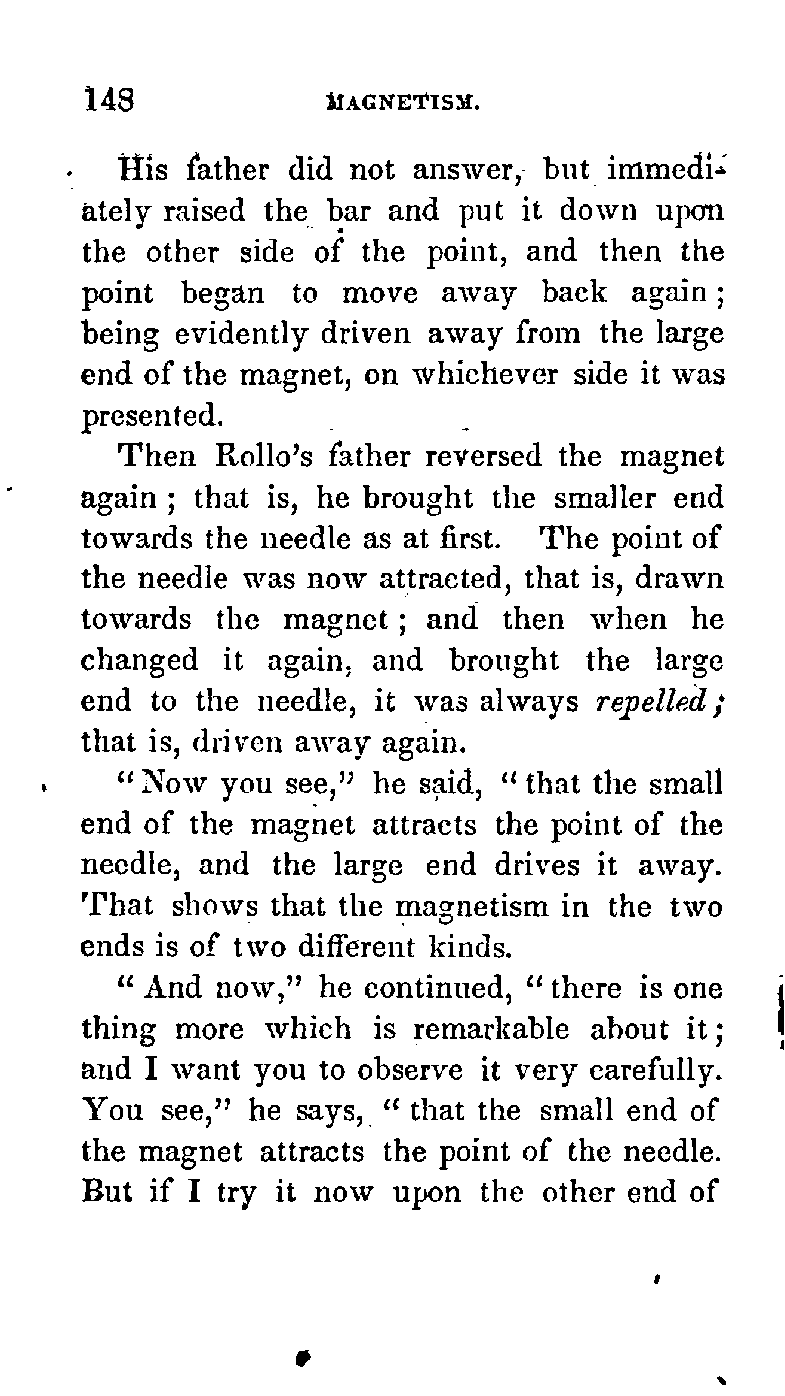 148 MAGNETISM.
His father did not answer, but immedi-
ately raised the bar and put it down upon
the other side of the point, and then the
point began to move away back again ;
being evidently driven away from the large
end of the magnet, on whichever side it was
presented.
Then Rollo's father reversed the magnet
again ; that is, he brought the smaller end
towards the needle as at first. The point of
the needle was now attracted, that is, drawn
towards the magnet ; and then when he
changed it again, and brought the large
end to the needle, it was always repelled ;
that is, driven away again.
“ Now you see,” he said, “ that the small
end of the magnet attracts the point of the
needle, and the large end drives it away.
That shows that the magnetism in the two
ends is of two different kinds.
“ And now,” he continued, “ there is one
thing more which is remarkable about it ;
and I want you to observe it very carefully.
You see,” he says, “ that the small end of
the magnet attracts the point of the needle.
But if I try it now upon the other end of